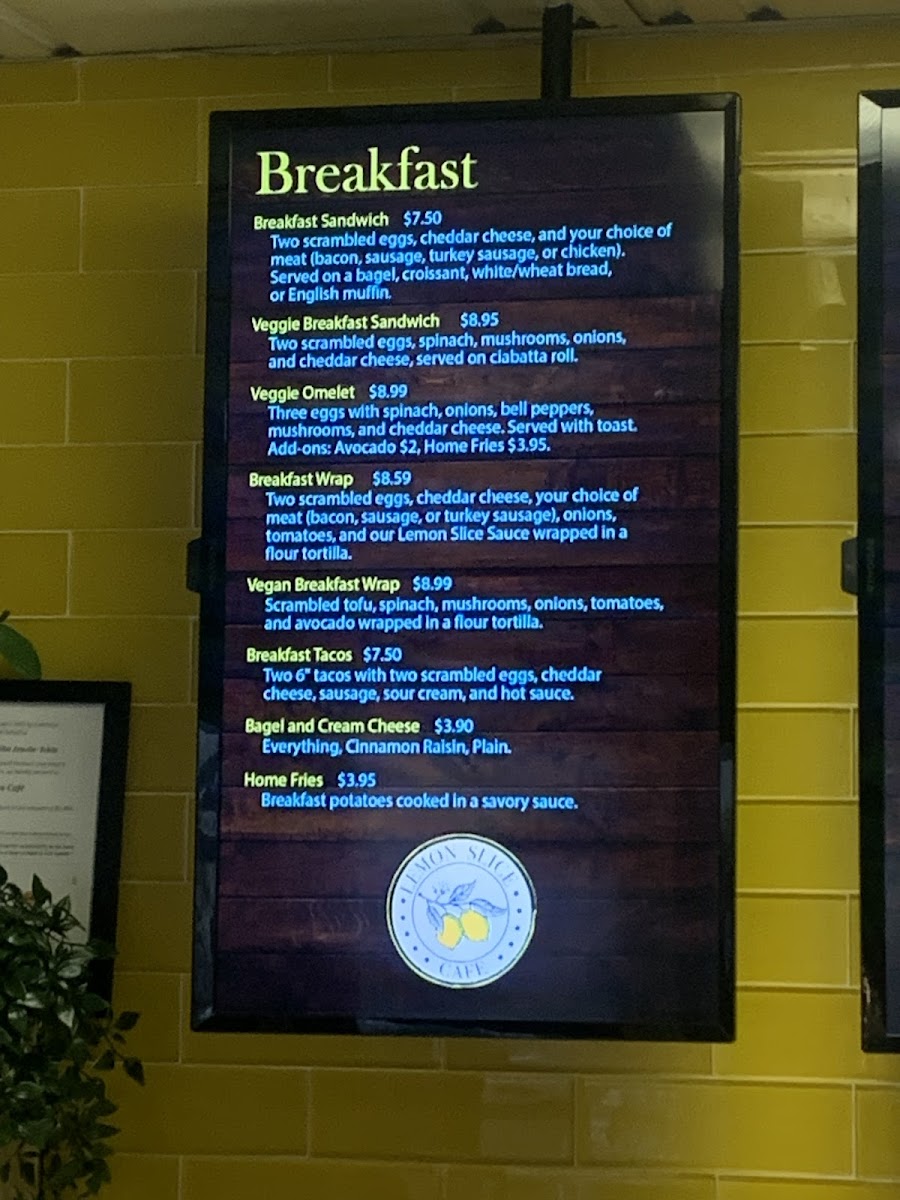 Breakfast
Breakfast Sandwich $7.50
Two scrambled eggs, cheddar cheese, and your choice of
meat (bacon, sausage, turkey sausage, or chicken).
Served on a bagel, croissant, white/wheat bread,
or English muffin.
Veggie Breakfast Sandwich $8.95
Two scrambled eggs, spinach, mushrooms, onions,
and cheddar cheese, served on ciabatta roll.
Veggie Omelet $8.99
Three eggs with spinach, onions, bell peppers,
mushrooms, and cheddar cheese. Served with toast.
Add-ons: Avocado $2, Home Fries $3.95.
Breakfast Wrap $8.59
Two scrambled eggs, cheddar cheese, your choice of
meat (bacon, sausage, or turkey sausage), onions,
tomatoes, and our Lemon Slice Sauce wrapped in a
flour tortilla.
Vegan Breakfast Wrap $8.99
Scrambled tofu, spinach, mushrooms, onions, tomatoes,
and avocado wrapped in a flour tortilla.
Breakfast Tacos $7.50
Two 6" tacos with two scrambled eggs, cheddar
cheese, sausage, sour cream, and hot sauce.
Bagel and Cream Cheese $3.90
Everything, Cinnamon Raisin, Plain.
Home Fries $3.95
Breakfast potatoes cooked in a savory sauce.
LEMON SLICE
CAFE